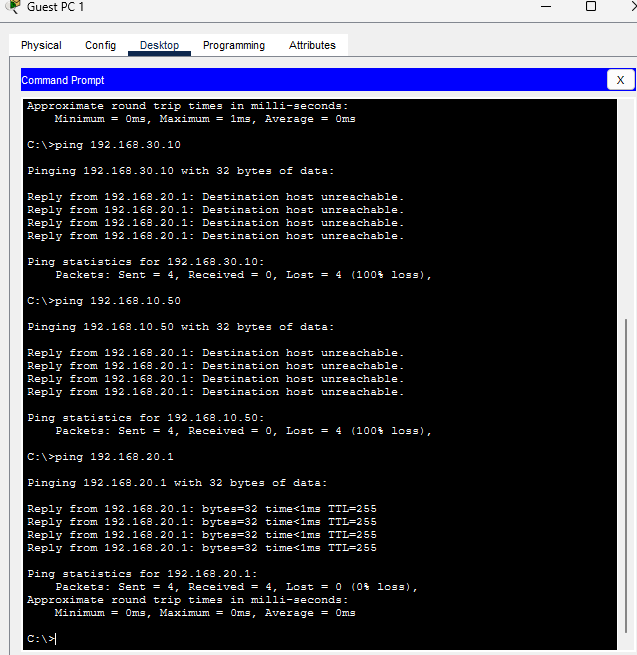 Guest PC 1
Physical Config Desktop Programming Attributes
Command Prompt
X
Approximate round trip times in milli-seconds:
Minimum = 0ms, Maximum = 1ms, Average = 0ms
C:\>ping 192.168.30.10
Pinging 192.168.30.10 with 32 bytes of data:
Reply from 192.168.20.1: Destination host unreachable.
Reply from 192.168.20.1: Destination host unreachable.
Reply from 192.168.20.1: Destination host unreachable.
Reply from 192.168.20.1: Destination host unreachable.
Ping statistics for 192.168.30.10:
Packets: Sent = 4, Received = 0, Lost = 4 (100% loss),
C:\>ping 192.168.10.50
Pinging 192.168.10.50 with 32 bytes of data:
Reply from 192.168.20.1: Destination host unreachable.
Reply from 192.168.20.1: Destination host unreachable.
Reply from 192.168.20.1: Destination host unreachable.
Reply from 192.168.20.1: Destination host unreachable.
Ping statistics for 192.168.10.50:
Packets: Sent = 4, Received = 0, Lost = 4 (100% loss),
C:\>ping 192.168.20.1
Pinging 192.168.20.1 with 32 bytes of data:
Reply from 192.168.20.1: bytes=32 time<1ms TTL=255
Reply from 192.168.20.1: bytes=32 time<1ms TTL=255
Reply from 192.168.20.1: bytes=32 time<1ms TTL=255
Reply from 192.168.20.1: bytes=32 time<1ms TTL=255
Ping statistics for 192.168.20.1:
Packets: Sent = 4, Received = 4, Lost = 0 (0% loss),
Approximate round trip times in milli-seconds:
Minimum = 0ms, Maximum = 0ms, Average = 0ms
C:\>